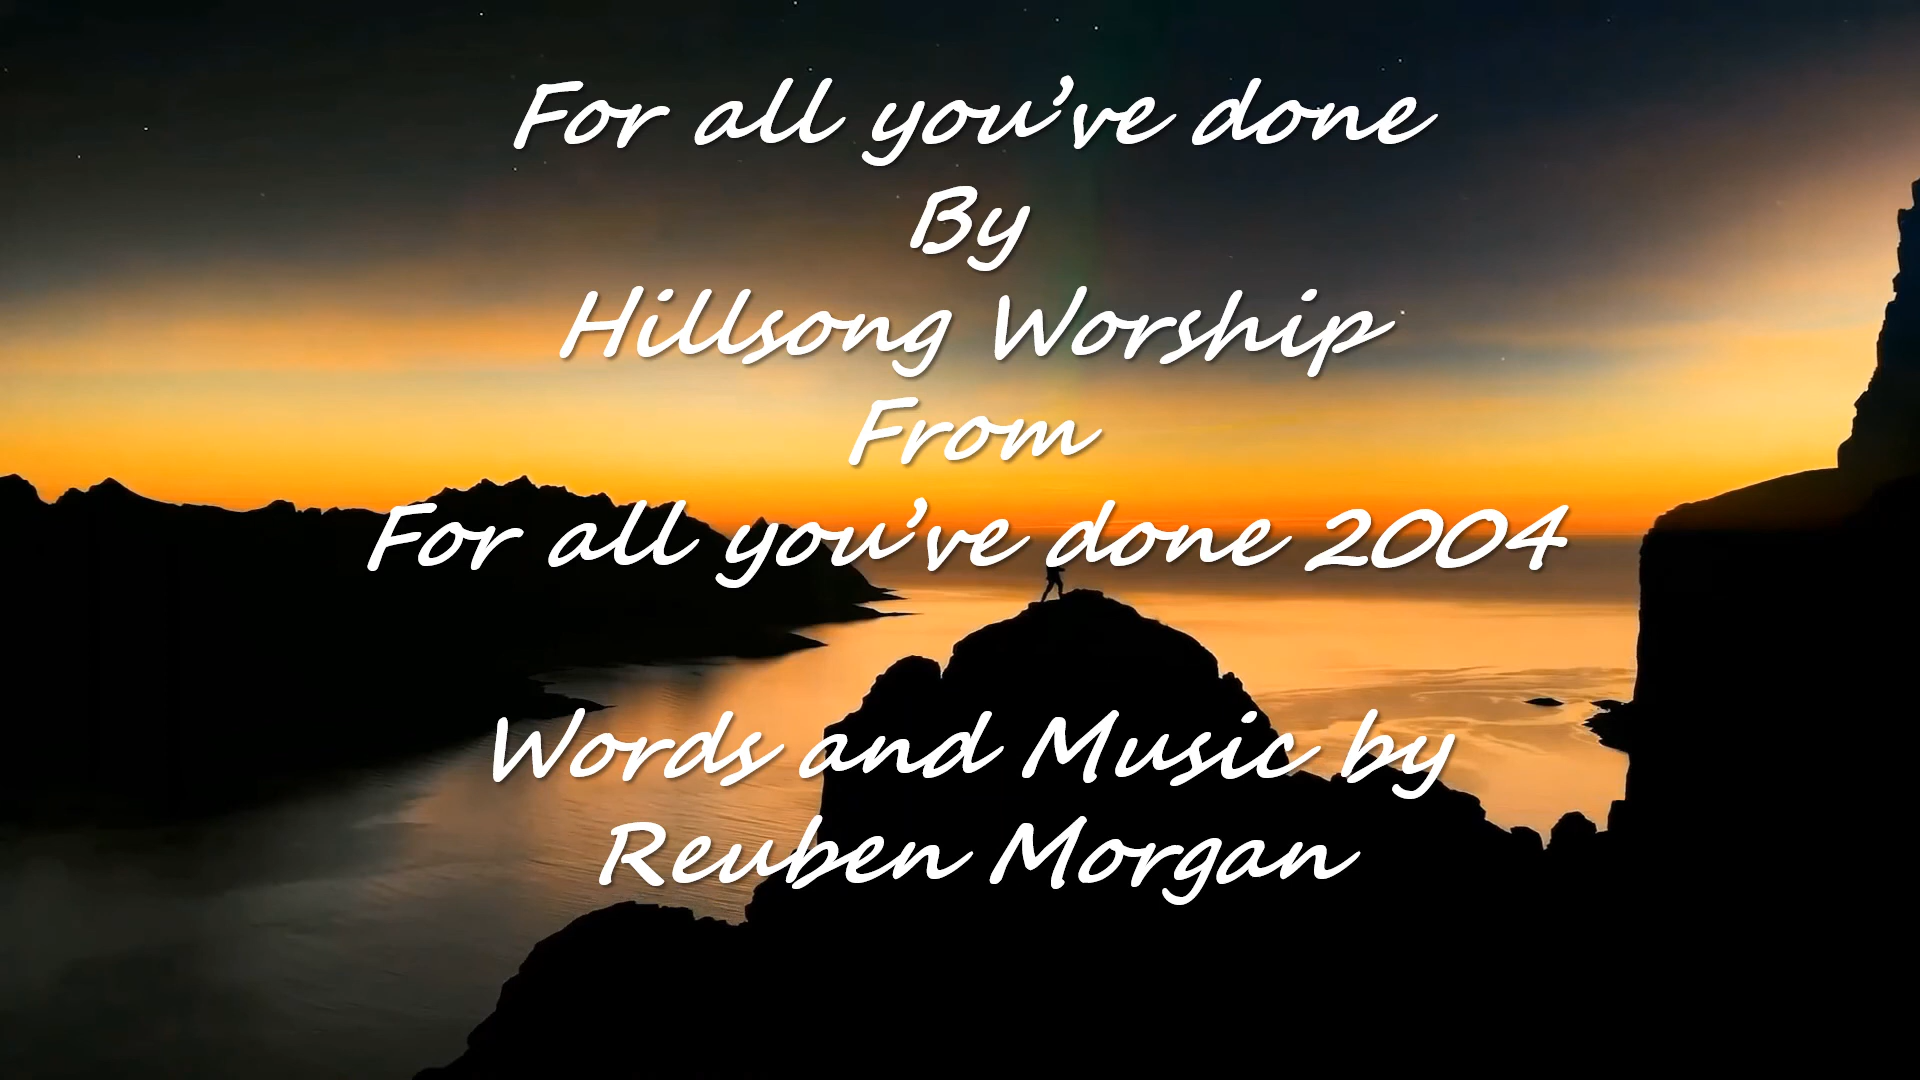 For all you’ve done
By
Hillsong Worship
From
For all you’ve done 2004
Words and Music by
Reuben Morgan